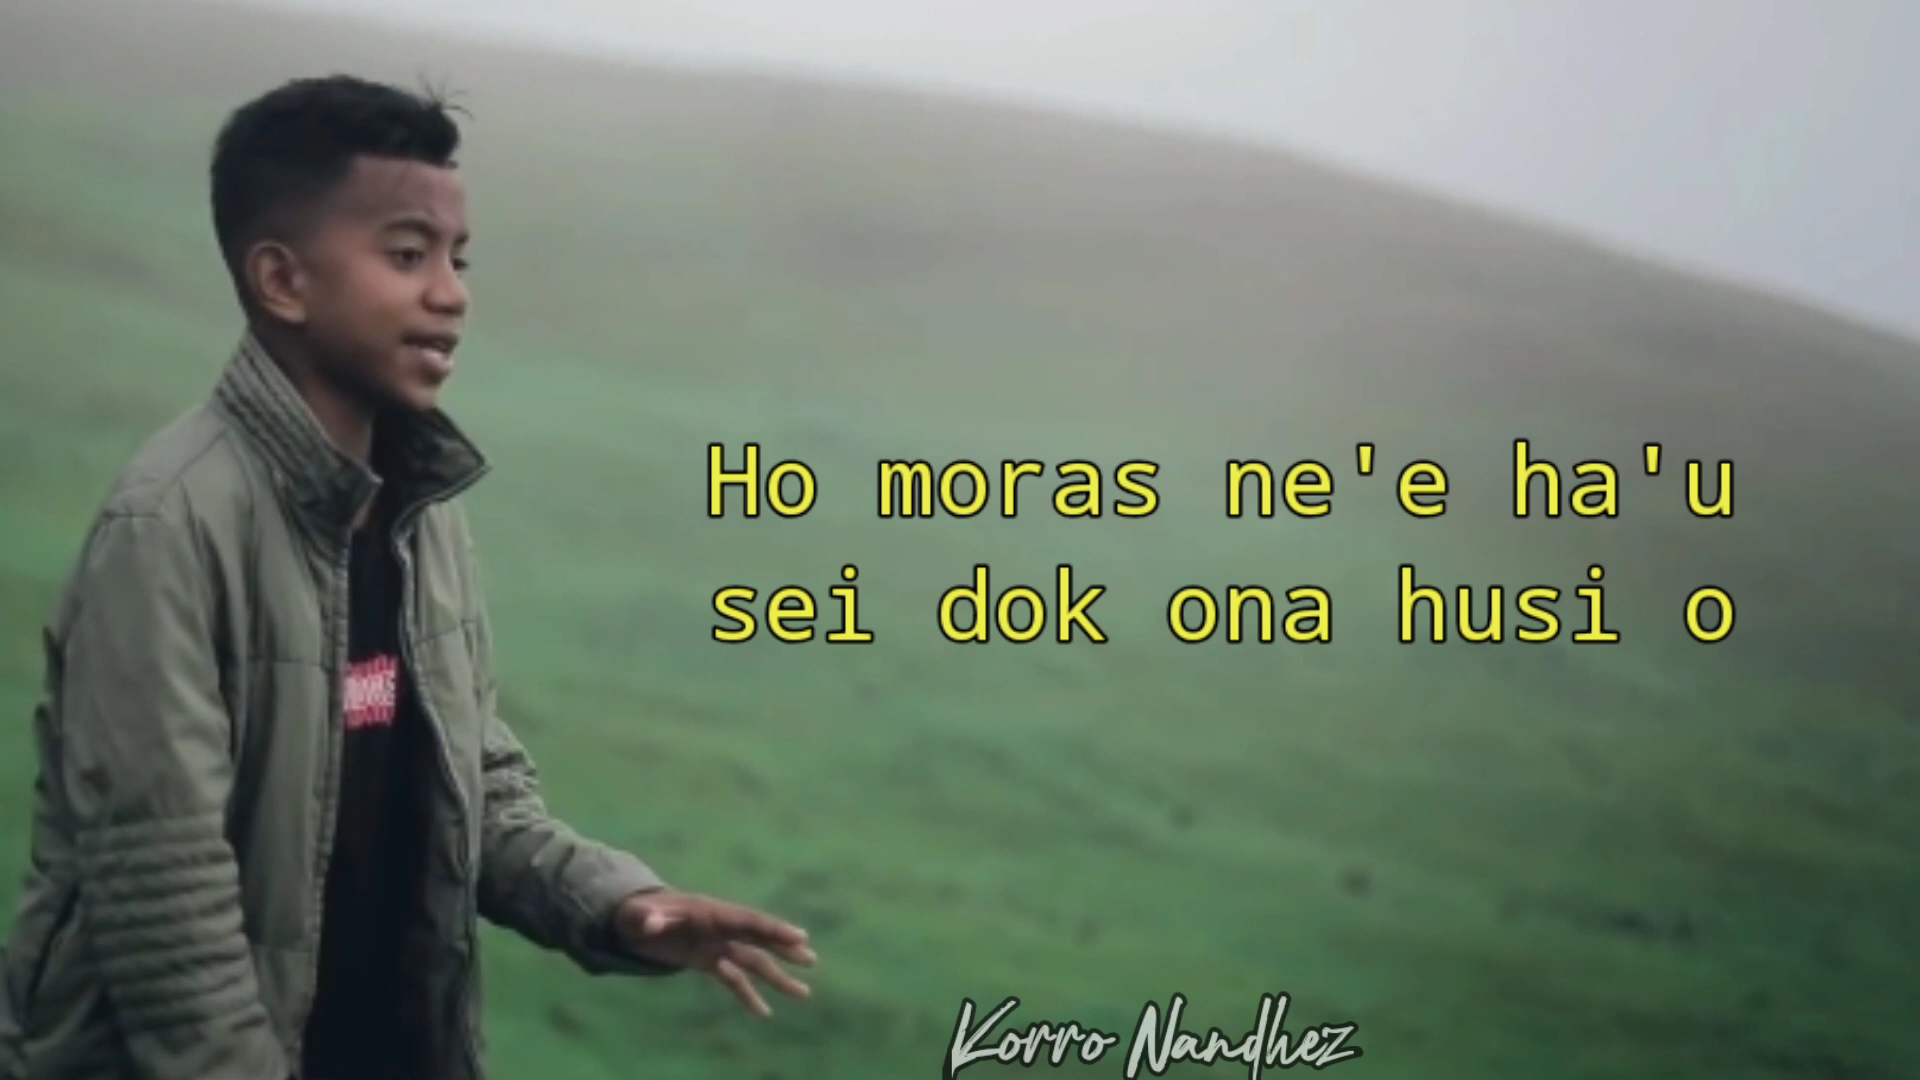 Ho moras ne'e ha'u
sei dok ona husi o
Korro Nandhez